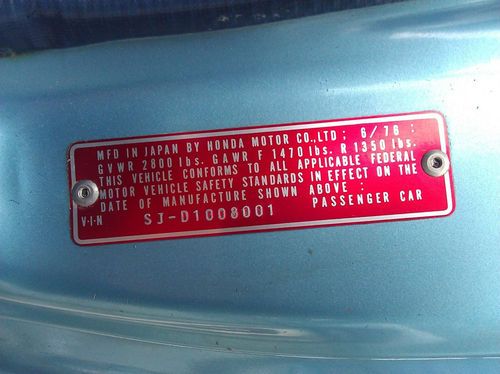 MFD IN JAPAN BY HONDA MOTOR CO.,LTD ; 6/76 :
GVWR 2800 lbs. GAWR F 1470 lbs. R 1350 lbs.
THIS VEHICLE CONFORMS TO ALL APPLICABLE FEDERAL
MOTOR VEHICLE SAFETY STANDARDS IN EFFECT ON THE
DATE OF MANUFACTURE SHOWN ABOVE :
V·I·N SJ-D1008001 PASSENGER CAR